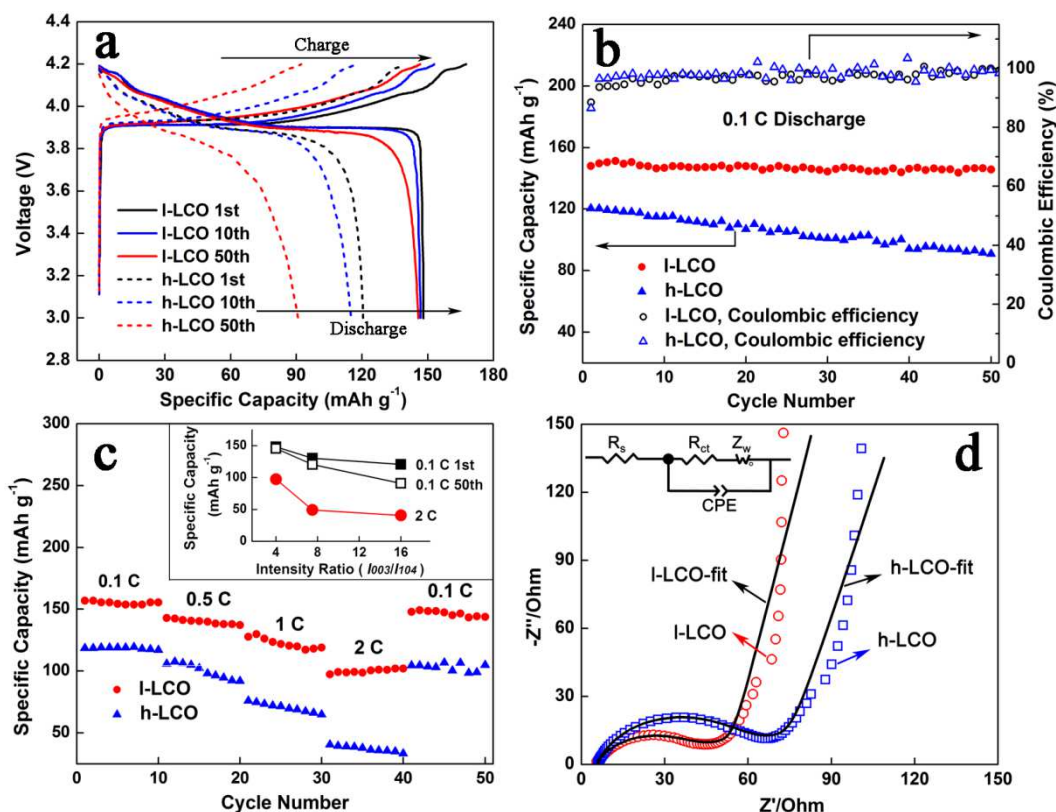 a
Charge
4.4
4.2
4.0
3.8
3.6
3.4
3.2
3.0
2.8
Voltage (V)
l-LCO 1st
l-LCO 10th
l-LCO 50th
h-LCO 1st
h-LCO 10th
h-LCO 50th
Discharge
0 30 60 90 120 150 180
Specific Capacity (mAh g⁻¹)
b
240
200
160
120
80
40
Specific Capacity (mAh g⁻¹)
0.1 C Discharge
l-LCO
h-LCO
l-LCO, Coulombic efficiency
h-LCO, Coulombic efficiency
100
80
60
40
20
0
Coulombic Efficiency (%)
0 10 20 30 40 50
Cycle Number
c
300
250
200
150
100
50
Specific Capacity (mAh g⁻¹)
Specific Capacity
(mAh g⁻¹)
150
100
50
0
0.1 C 1st
0.1 C 50th
2 C
4 8 12 16
Intensity Ratio ( I003/I104)
0.1 C
0.5 C
1 C
2 C
0.1 C
l-LCO
h-LCO
0 10 20 30 40 50
Cycle Number
d
-150
-120
-90
-60
-30
0
-Z''/Ohm
Rs
Rct
Zw
CPE
l-LCO-fit
l-LCO
h-LCO-fit
h-LCO
0 30 60 90 120 150
Z'/Ohm